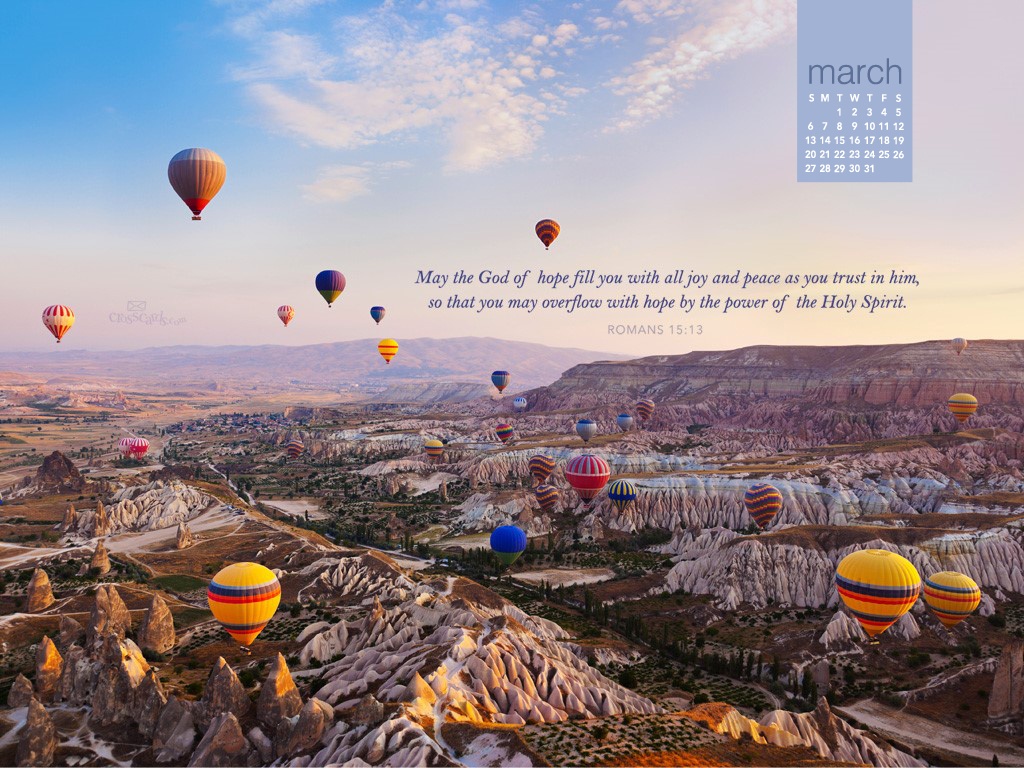 march
S M T W T F S
1 2 3 4 5
6 7 8 9 10 11 12
13 14 15 16 17 18 19
20 21 22 23 24 25 26
27 28 29 30 31
May the God of hope fill you with all joy and peace as you trust in him,
so that you may overflow with hope by the power of the Holy Spirit.
ROMANS 15:13